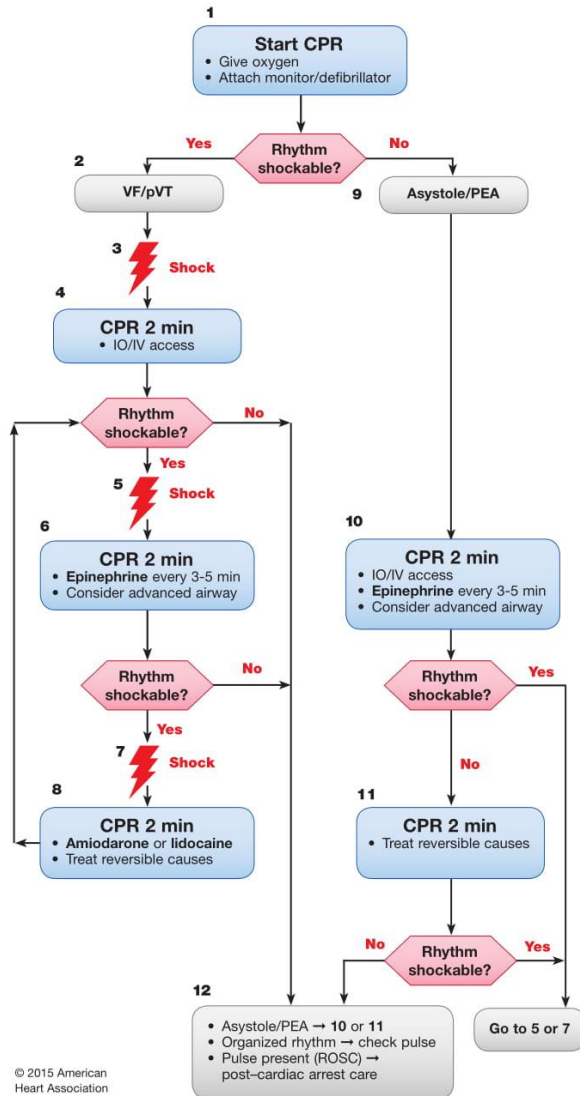 1
Start CPR
• Give oxygen
• Attach monitor/defibrillator
Yes
Rhythm
shockable?
No
2
VF/pVT
9
Asystole/PEA
3
Shock
4
CPR 2 min
• IO/IV access
Rhythm
shockable?
No
Yes
5
Shock
6
CPR 2 min
• Epinephrine every 3-5 min
• Consider advanced airway
10
CPR 2 min
• IO/IV access
• Epinephrine every 3-5 min
• Consider advanced airway
Rhythm
shockable?
No
Yes
Rhythm
shockable?
Yes
No
7
Shock
8
CPR 2 min
• Amiodarone or lidocaine
• Treat reversible causes
11
CPR 2 min
• Treat reversible causes
No
Rhythm
shockable?
Yes
12
• Asystole/PEA → 10 or 11
• Organized rhythm → check pulse
• Pulse present (ROSC) →
post–cardiac arrest care
Go to 5 or 7
© 2015 American
Heart Association